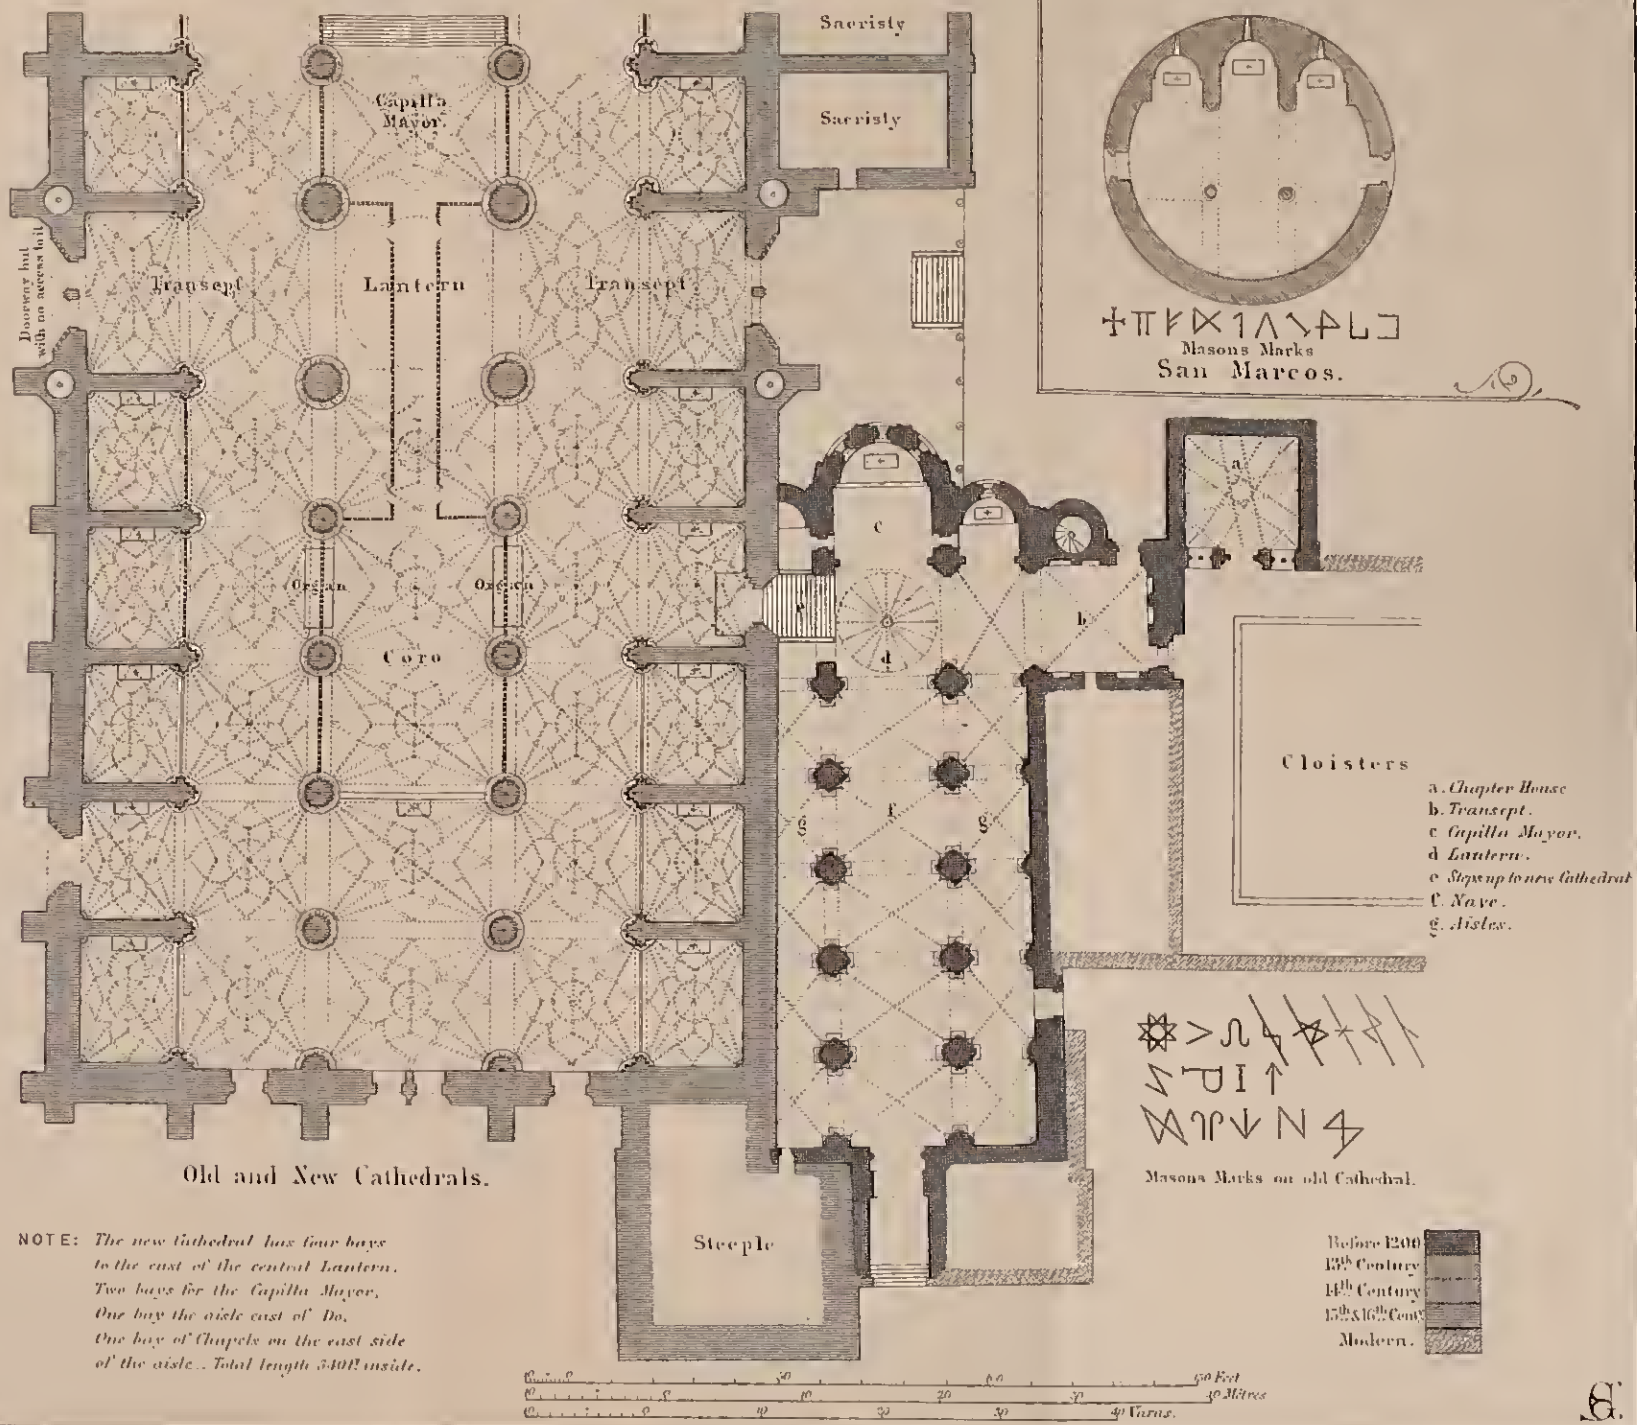 Sacristy
Capilla
Mayor.
Sacristy
Doorway but
with no access to it
Transept
Lantern
Transept
Masons Marks
San Marcos.
a
c
Organ
Organ
e
b
d
Coro
Cloisters
g
f
g
a. Chapter House
b. Transept.
c Capilla Mayor.
d Lantern.
e Steps up to new Cathedral
f. Nave.
g. Aisles.
Masons Marks on old Cathedral.
Old and New Cathedrals.
Steeple
NOTE: The new Cathedral has four bays
to the east of the central Lantern.
Two bays for the Capilla Mayor,
One bay the aisle east of Do.
One bay of Chapels on the east side
of the aisle.. Total length 340ft. inside.
Before 1200
13th Century
14th Century
15th & 16th Centy
Modern.
Feet
Mètres
10 20 30 40 Varas.